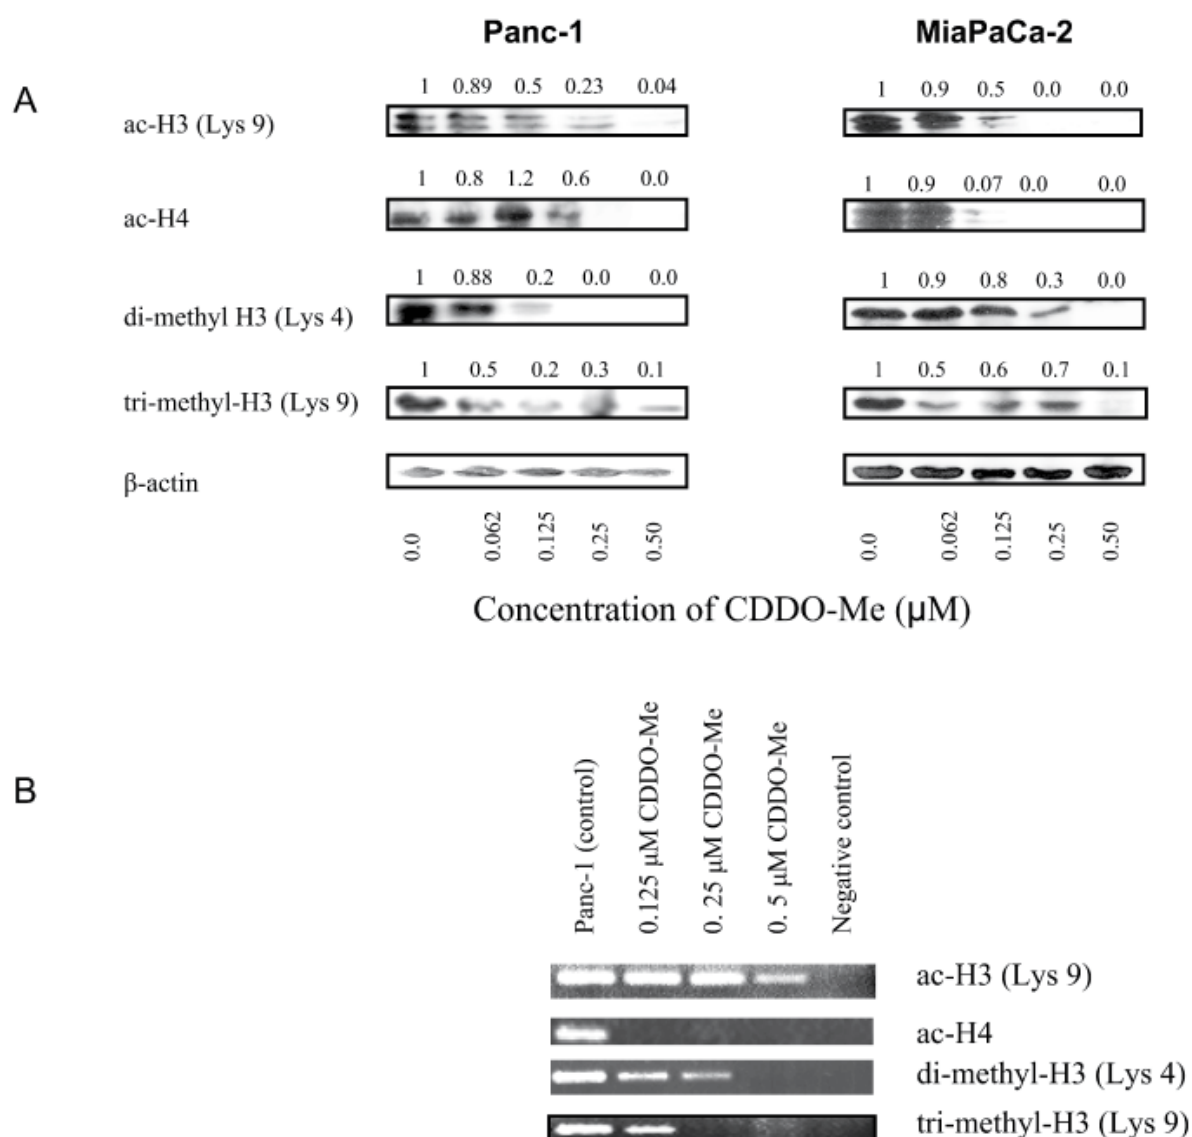 Panc-1 MiaPaCa-2
A
1 0.89 0.5 0.23 0.04 1 0.9 0.5 0.0 0.0
ac-H3 (Lys 9)
1 0.8 1.2 0.6 0.0 1 0.9 0.07 0.0 0.0
ac-H4
1 0.88 0.2 0.0 0.0 1 0.9 0.8 0.3 0.0
di-methyl H3 (Lys 4)
1 0.5 0.2 0.3 0.1 1 0.5 0.6 0.7 0.1
tri-methyl-H3 (Lys 9)
β-actin
0.0 0.062 0.125 0.25 0.50 0.0 0.062 0.125 0.25 0.50
Concentration of CDDO-Me (μM)
B
Panc-1 (control)
0.125 μM CDDO-Me
0. 25 μM CDDO-Me
0. 5 μM CDDO-Me
Negative control
ac-H3 (Lys 9)
ac-H4
di-methyl-H3 (Lys 4)
tri-methyl-H3 (Lys 9)